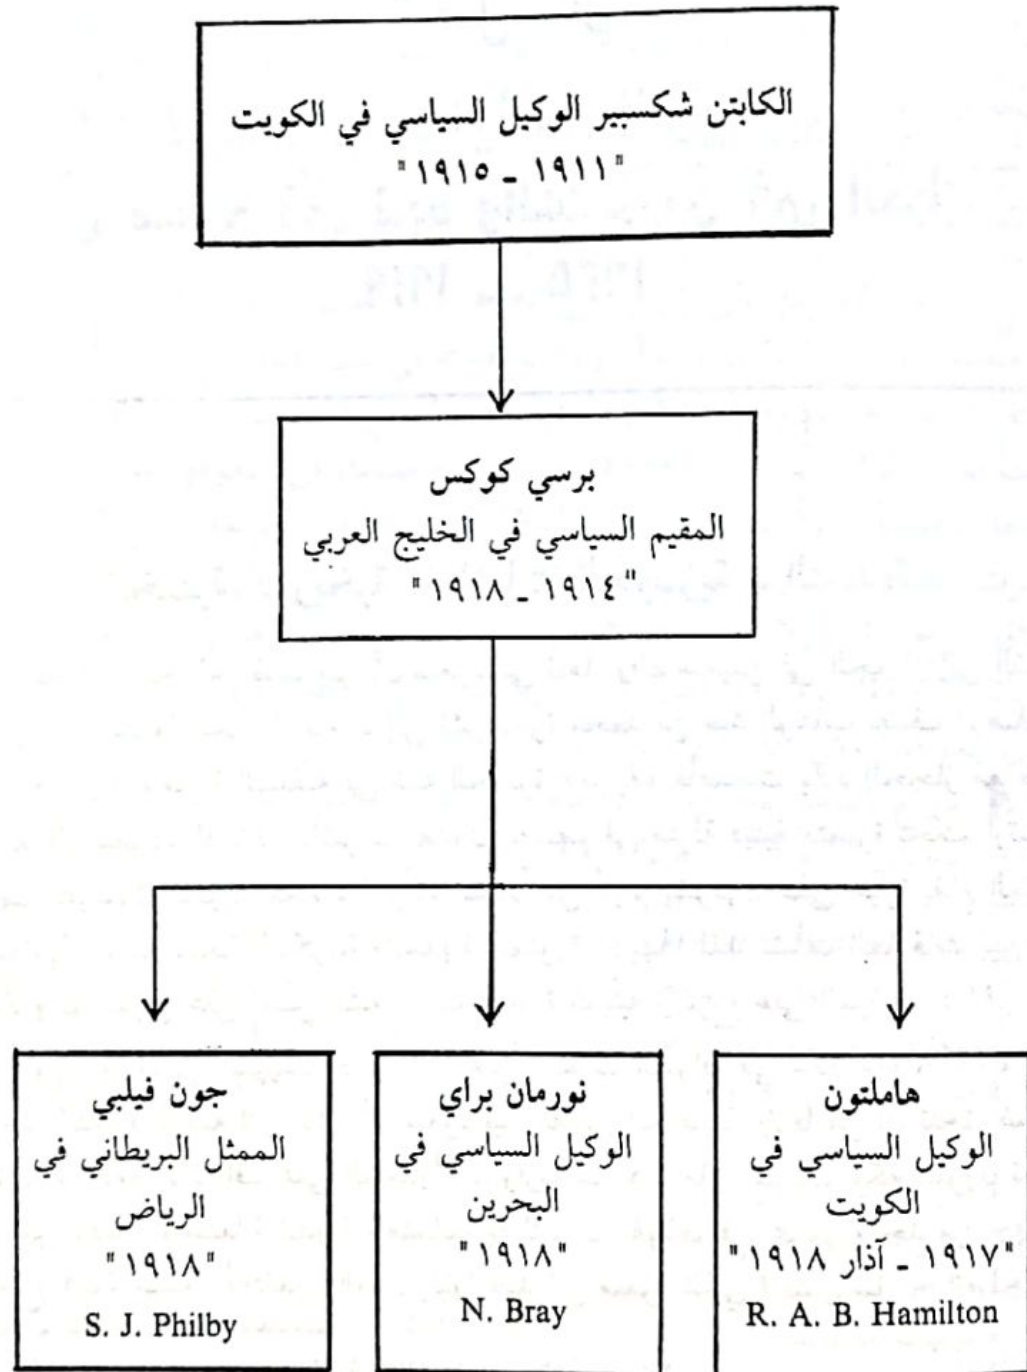 الكابتن شكسبير الوكيل السياسي في الكويت
"١٩١١ - ١٩١٥"
برسي كوكس
المقيم السياسي في الخليج العربي
"١٩١٤ - ١٩١٨"
هاملتون
الوكيل السياسي في
الكويت
"١٩١٧ - آذار ١٩١٨"
R. A. B. Hamilton
نورمان براي
الوكيل السياسي في
البحرين
"١٩١٨"
N. Bray
جون فيلبي
الممثل البريطاني في
الرياض
"١٩١٨"
S. J. Philby